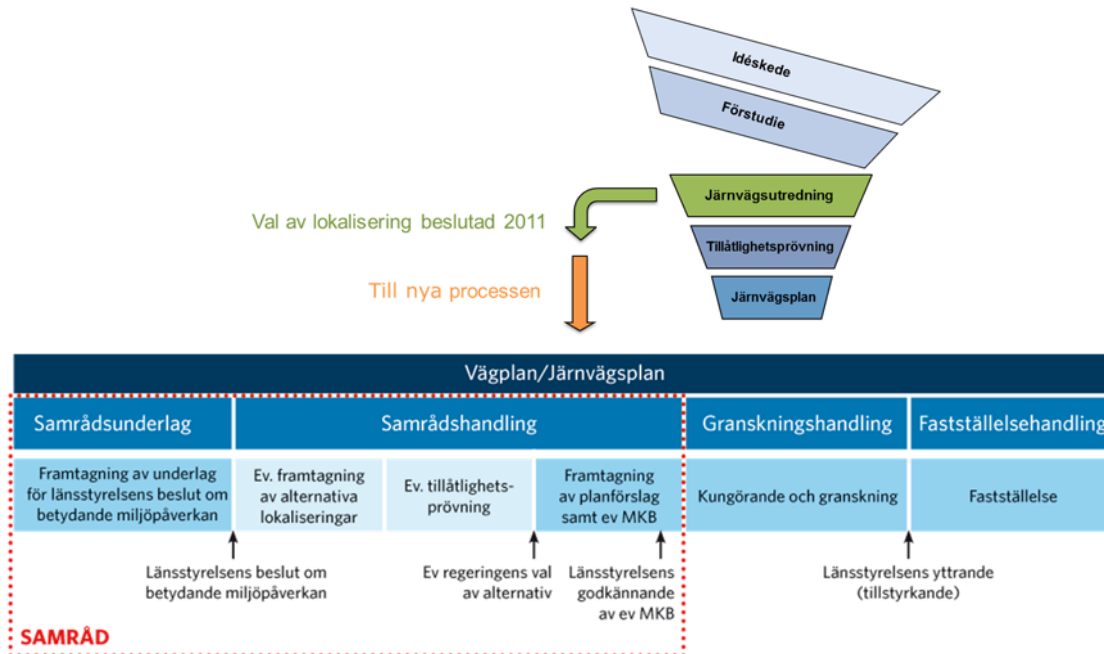 Idéskede
Förstudie
Järnvägsutredning
Val av lokalisering beslutad 2011
Tillåtlighetsprövning
Till nya processen
Järnvägsplan
Vägplan/Järnvägsplan
Samrådsunderlag
Samrådshandling
Granskningshandling
Fastställelsehandling
Framtagning av underlag
för länsstyrelsens beslut om
betydande miljöpåverkan
Ev. framtagning
av alternativa
lokaliseringar
Ev. tillåtlighets-
prövning
Framtagning
av planförslag
samt ev MKB
Kungörande och granskning
Fastställelse
Länsstyrelsens beslut om
betydande miljöpåverkan
Ev regeringens val
av alternativ
Länsstyrelsens
godkännande
av ev MKB
Länsstyrelsens yttrande
(tillstyrkande)
SAMRÅD